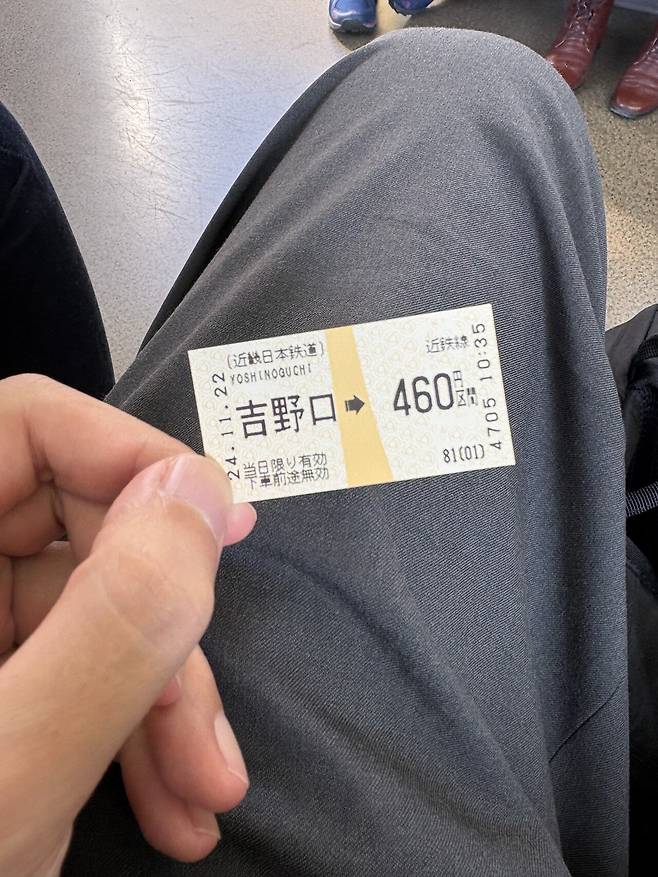 (近畿日本鉄道)
YOSHINOGUCHI
吉野口➡
当日限り有効
下車前途無効
24.11.22
近鉄線
460円区間
81(01)
4705 10:35